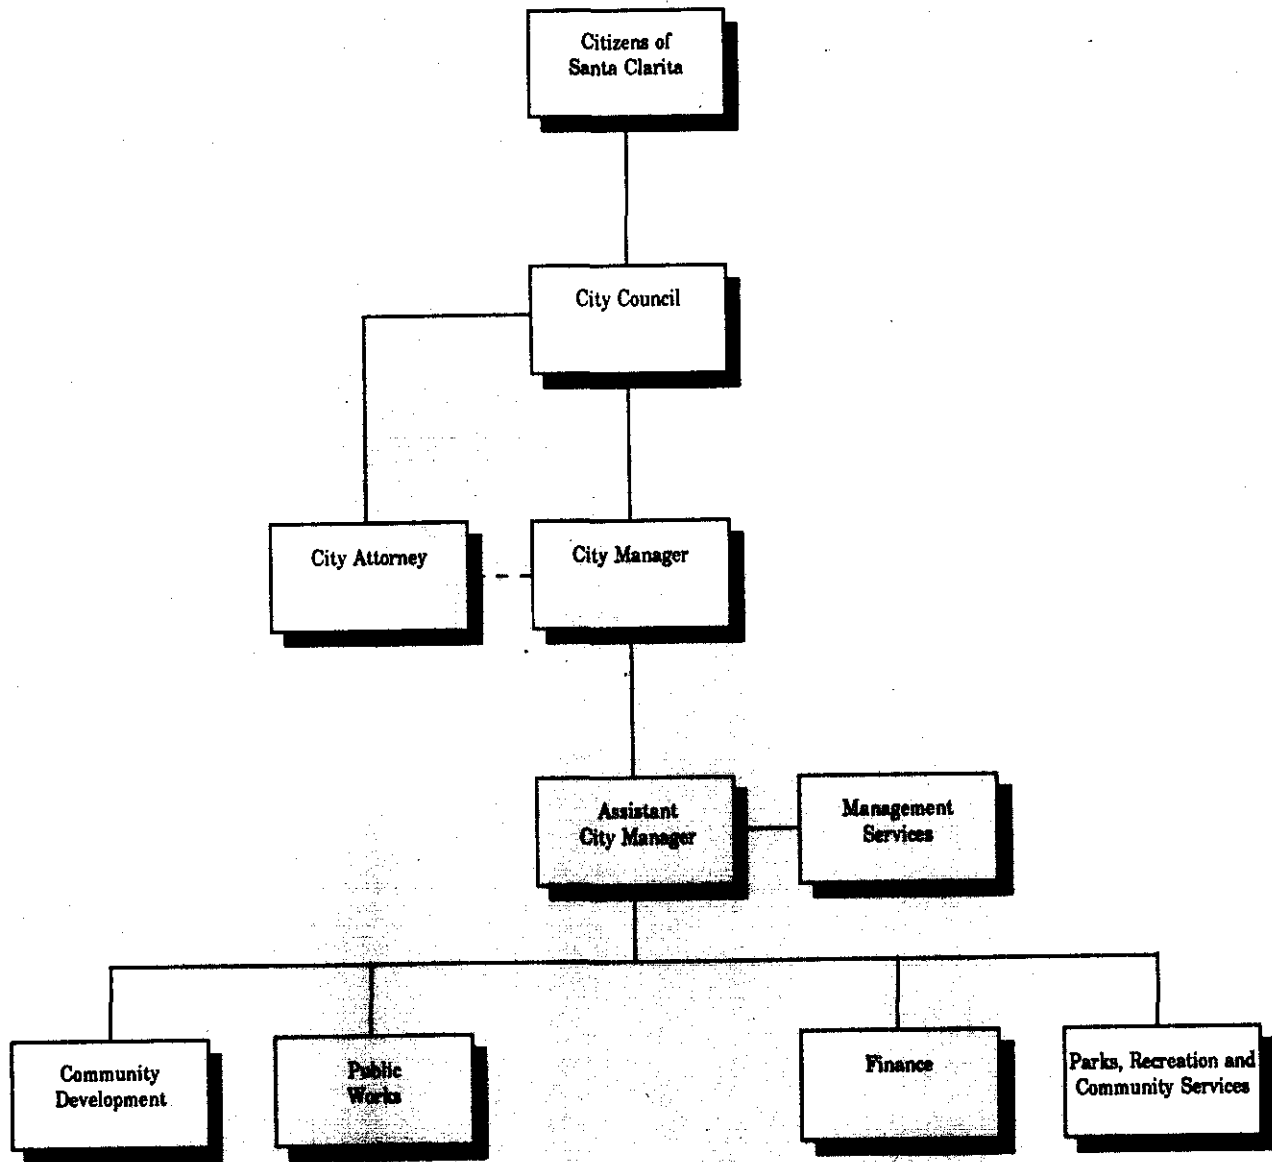 Citizens of
Santa Clarita
City Council
City Attorney
City Manager
Assistant
City Manager
Management
Services
Community
Development
Public
Works
Finance
Parks, Recreation and
Community Services